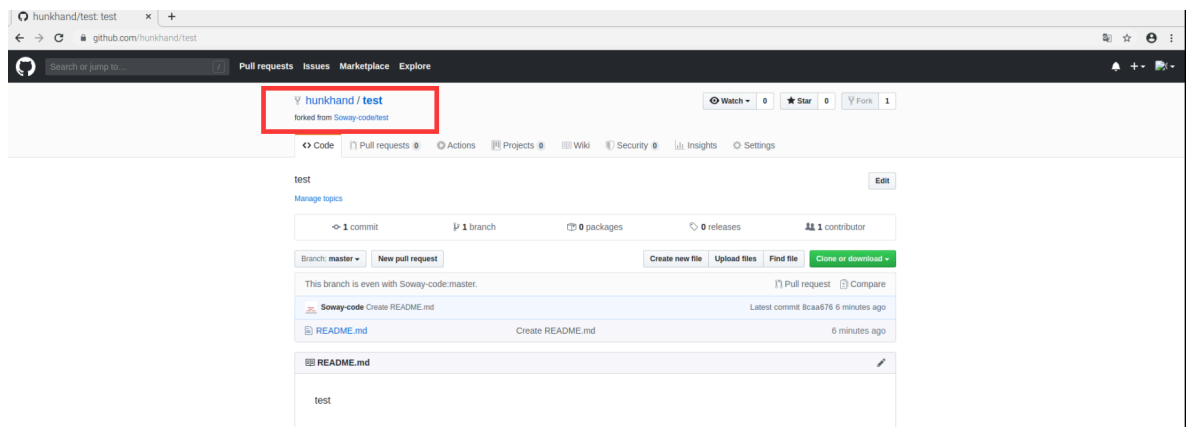 hunkhand/test: test × +
github.com/hunkhand/test
Search or jump to... / Pull requests Issues Marketplace Explore
hunkhand / test Watch 0 Star 0 Fork 1
forked from Soway-code/test
Code Pull requests 0 Actions Projects 0 Wiki Security 0 Insights Settings
test Edit
Manage topics
1 commit 1 branch 0 packages 0 releases 1 contributor
Branch: master New pull request Create new file Upload files Find file Clone or download
This branch is even with Soway-code:master. Pull request Compare
Soway-code Create README.md Latest commit 8caa676 6 minutes ago
README.md Create README.md 6 minutes ago
README.md
test